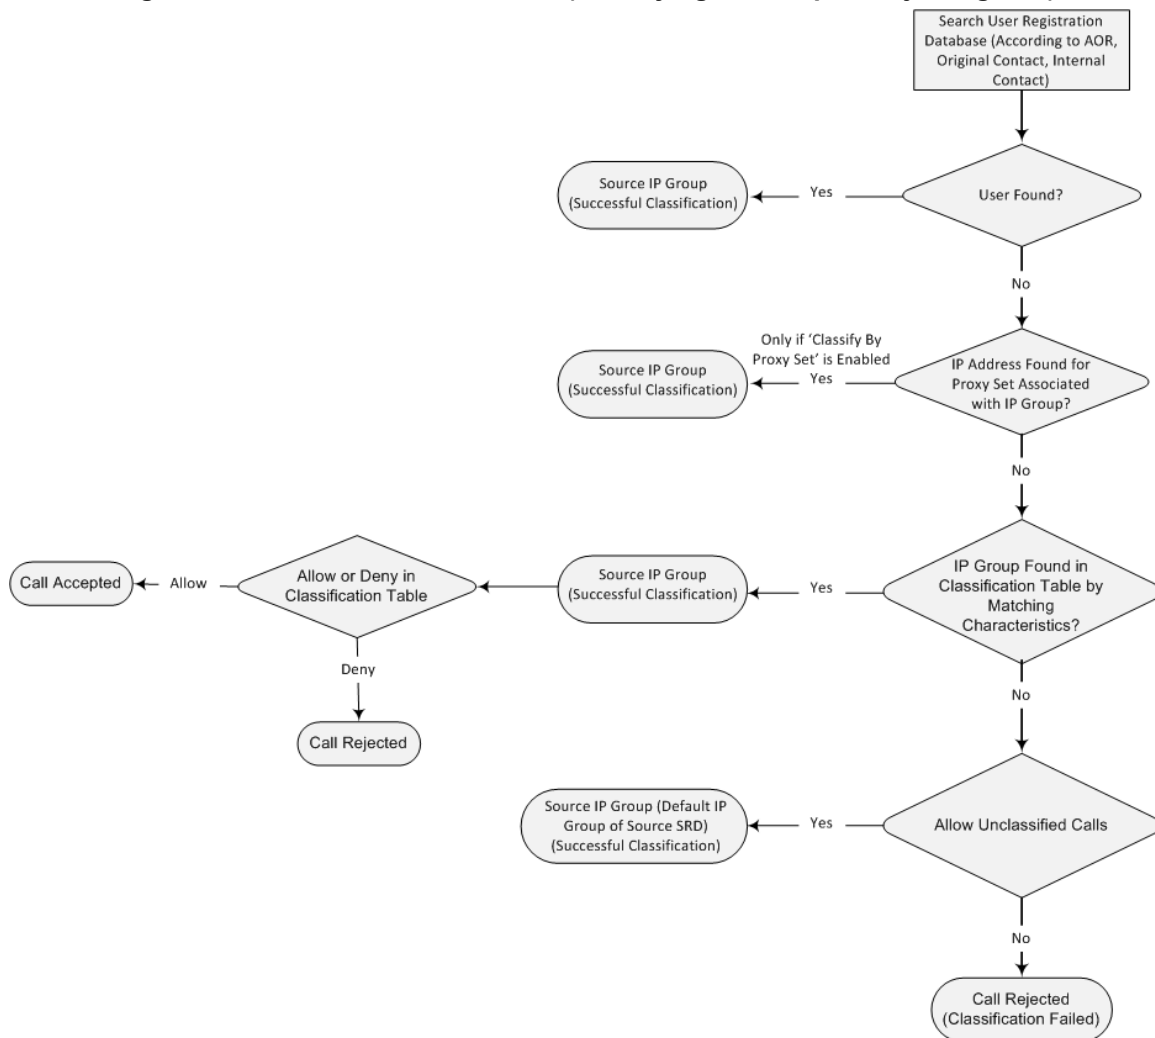 Search User Registration
Database (According to AOR,
Original Contact, Internal
Contact)
User Found?
Yes
Source IP Group
(Successful Classification)
No
IP Address Found for
Proxy Set Associated
with IP Group?
Only if ‘Classify By
Proxy Set’ is Enabled
Yes
Source IP Group
(Successful Classification)
No
IP Group Found in
Classification Table by
Matching
Characteristics?
Yes
Source IP Group
(Successful Classification)
Allow or Deny in
Classification Table
Allow
Call Accepted
Deny
Call Rejected
No
Allow Unclassified Calls
Yes
Source IP Group (Default IP
Group of Source SRD)
(Successful Classification)
No
Call Rejected
(Classification Failed)